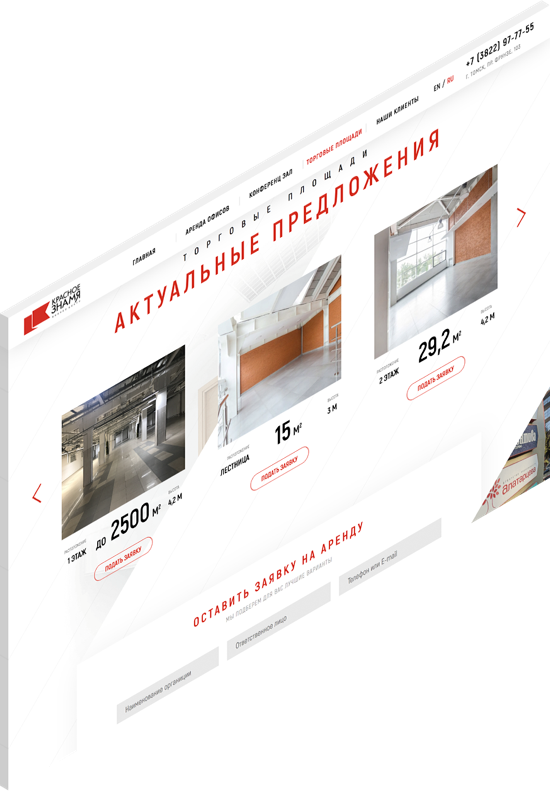 +7 (3822) 97-77-55
Г. ТОМСК, ПЛ. ФРУНЗЕ, 103
EN / RU
КРАСНОЕ
ЗНАМЯ
ГЛАВНАЯ
АРЕНДА ОФИСОВ
КОНФЕРЕНЦ ЗАЛ
ТОРГОВЫЕ ПЛОЩАДИ
НАШИ КЛИЕНТЫ
ТОРГОВЫЕ ПЛОЩАДИ
АКТУАЛЬНЫЕ ПРЕДЛОЖЕНИЯ
РАСПОЛОЖЕНИЕ
1 ЭТАЖ
ДО 2500 М²
ВЫСОТА
4,2 М
ПОДАТЬ ЗАЯВКУ
РАСПОЛОЖЕНИЕ
ЛЕСТНИЦА
15 М²
ВЫСОТА
3 М
ПОДАТЬ ЗАЯВКУ
РАСПОЛОЖЕНИЕ
2 ЭТАЖ
29,2 М²
ВЫСОТА
4,2 М
ПОДАТЬ ЗАЯВКУ
ОСТАВИТЬ ЗАЯВКУ НА АРЕНДУ
МЫ ПОДБЕРЕМ ДЛЯ ВАС ЛУЧШИЕ ВАРИАНТЫ
Наименование органиции
Ответственное лицо
Телефон или E-mail